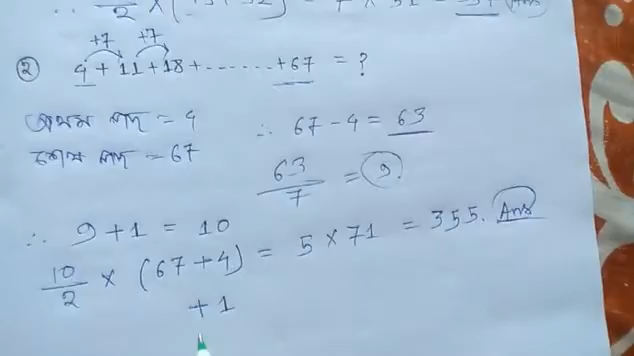 +7 +7
② 4 + 11 + 18 + ...... + 67 = ?
প্রথম পদ = 4
∴ 67 - 4 = 63
শেষ পদ = 67
63/7 = 9.
∴ 9 + 1 = 10
10/2 × (67 + 4) = 5 × 71 = 355. Ans
+ 1